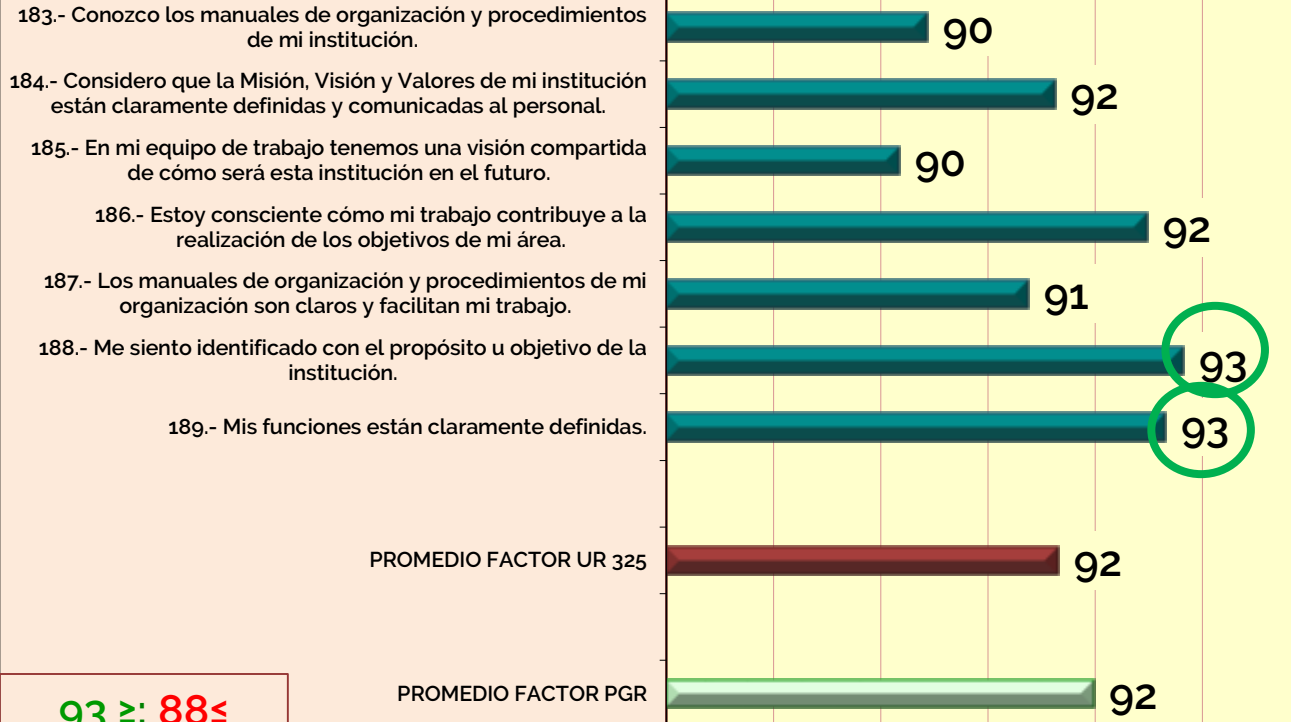 183.- Conozco los manuales de organización y procedimientos
de mi institución.
90
184.- Considero que la Misión, Visión y Valores de mi institución
están claramente definidas y comunicadas al personal.
92
185.- En mi equipo de trabajo tenemos una visión compartida
de cómo será esta institución en el futuro.
90
186.- Estoy consciente cómo mi trabajo contribuye a la
realización de los objetivos de mi área.
92
187.- Los manuales de organización y procedimientos de mi
organización son claros y facilitan mi trabajo.
91
188.- Me siento identificado con el propósito u objetivo de la
institución.
93
189.- Mis funciones están claramente definidas.
93
PROMEDIO FACTOR UR 325
92
PROMEDIO FACTOR PGR
92
93 ≥; 88≤